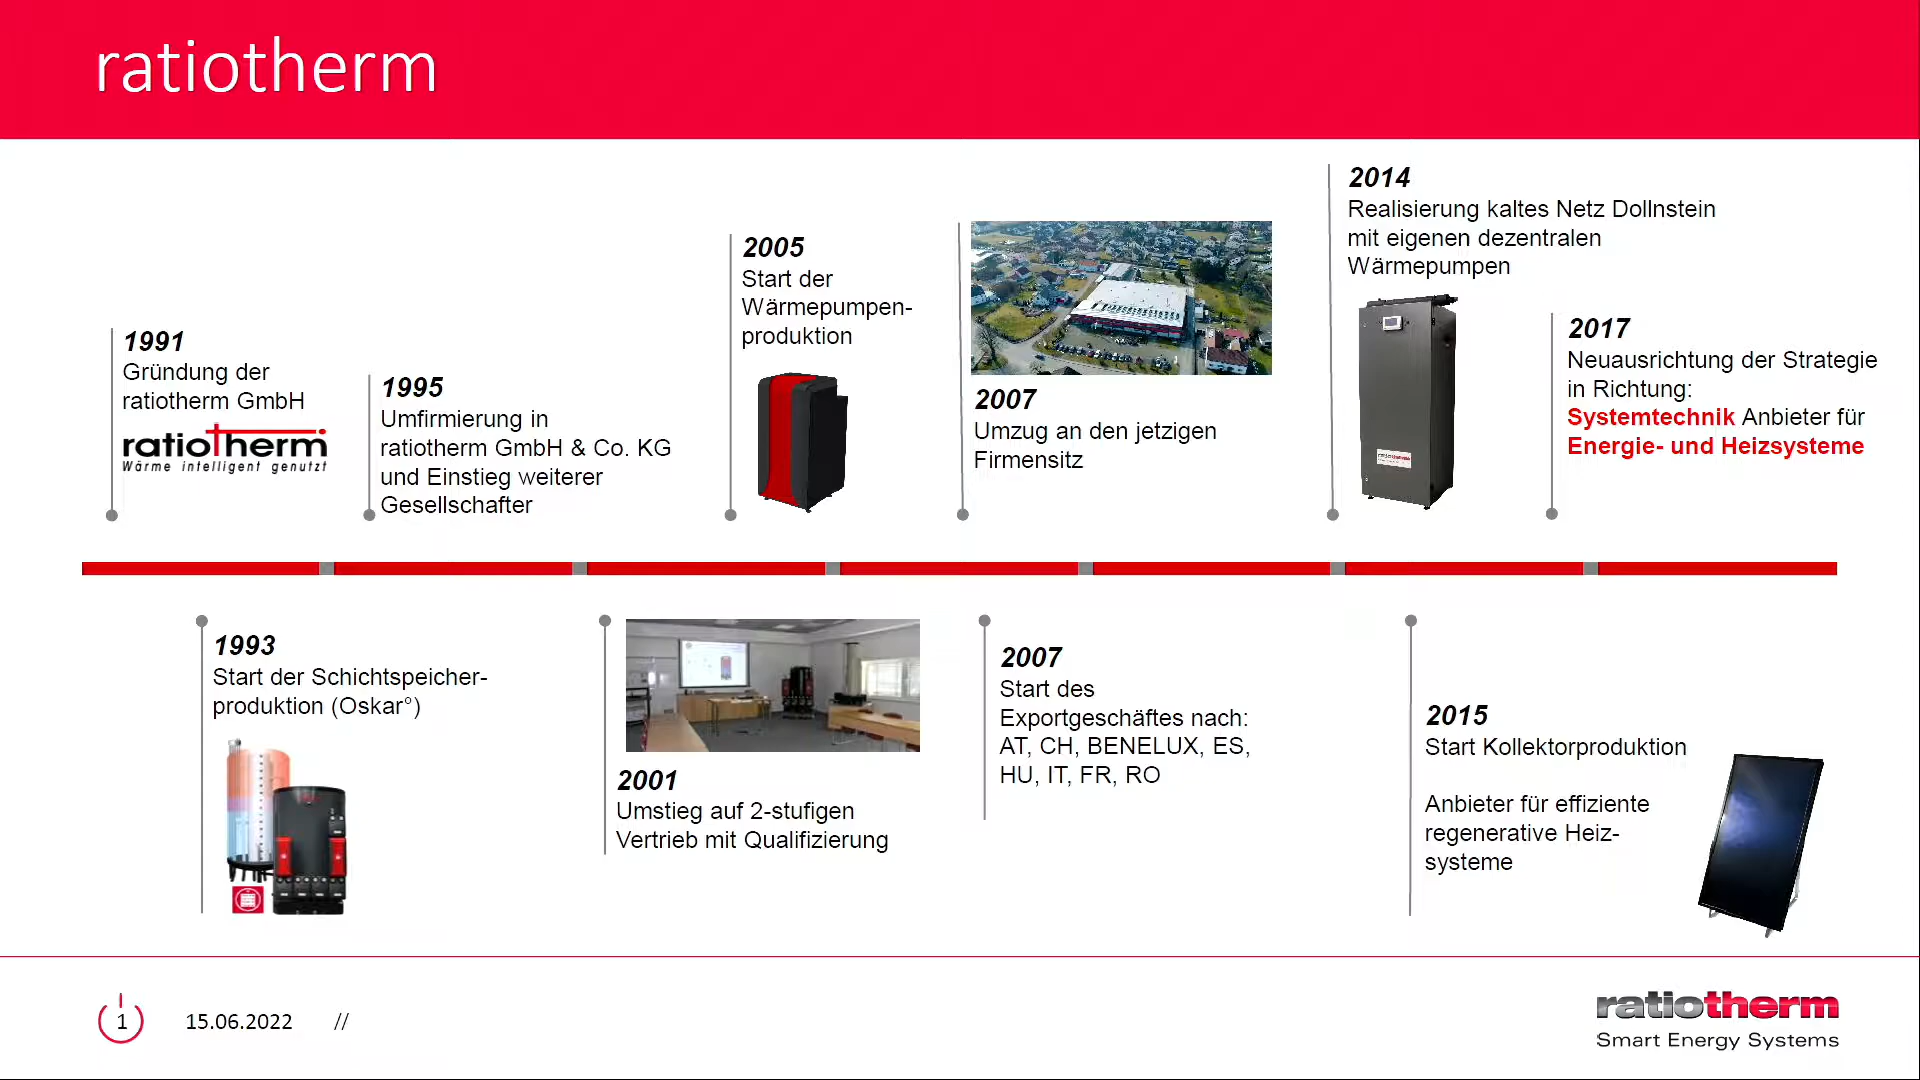 ratiotherm
1991
Gründung der
ratiotherm GmbH
ratiotherm
Wärme intelligent genutzt
1995
Umfirmierung in
ratiotherm GmbH & Co. KG
und Einstieg weiterer
Gesellschafter
2005
Start der
Wärmepumpen-
produktion
2007
Umzug an den jetzigen
Firmensitz
2014
Realisierung kaltes Netz Dollnstein
mit eigenen dezentralen
Wärmepumpen
ratiotherm
2017
Neuausrichtung der Strategie
in Richtung:
Systemtechnik Anbieter für
Energie- und Heizsysteme
1993
Start der Schichtspeicher-
produktion (Oskar°)
2001
Umstieg auf 2-stufigen
Vertrieb mit Qualifizierung
2007
Start des
Exportgeschäftes nach:
AT, CH, BENELUX, ES,
HU, IT, FR, RO
2015
Start Kollektorproduktion
Anbieter für effiziente
regenerative Heiz-
systeme
1
15.06.2022 //
ratiotherm
Smart Energy Systems